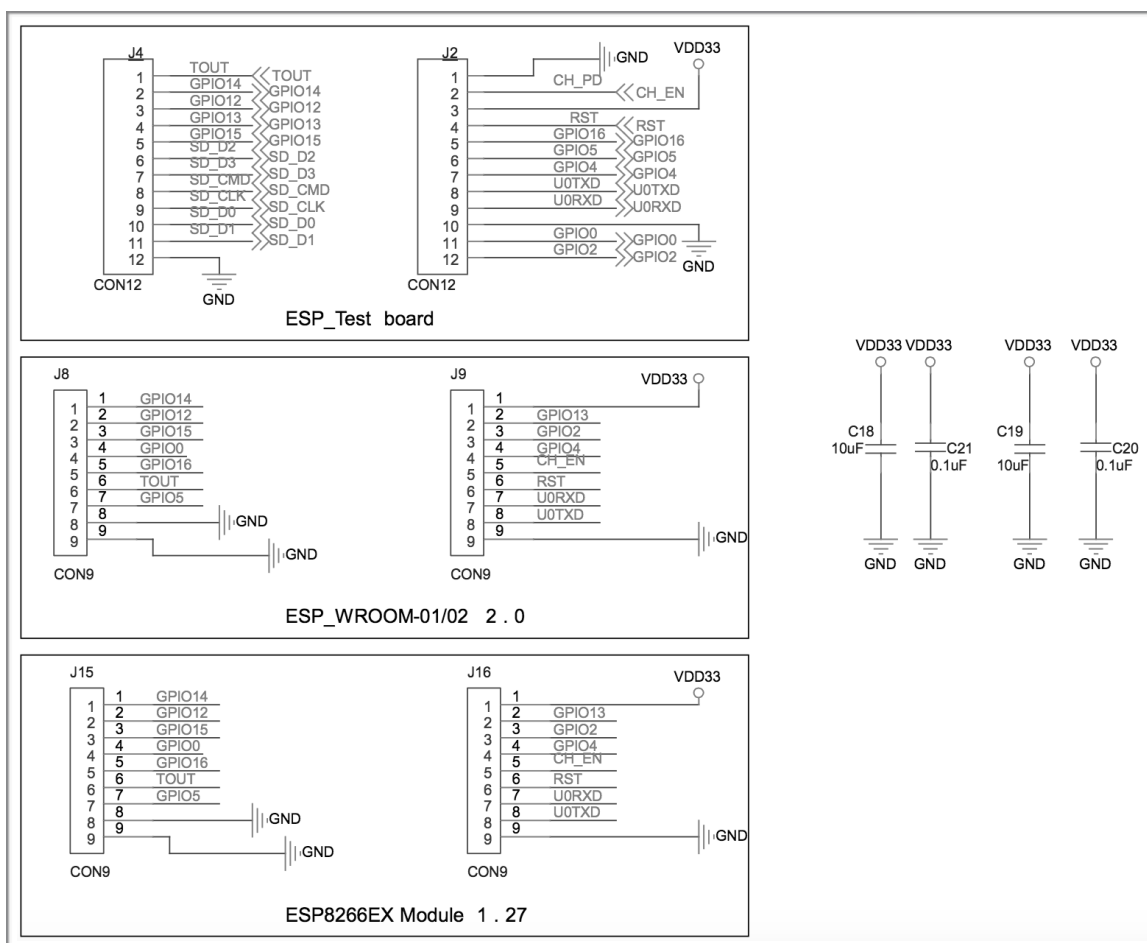 J4
1 TOUT TOUT
2 GPIO14 GPIO14
3 GPIO12 GPIO12
4 GPIO13 GPIO13
5 GPIO15 GPIO15
6 SD_D2 SD_D2
7 SD_D3 SD_D3
8 SD_CMD SD_CMD
9 SD_CLK SD_CLK
10 SD_D0 SD_D0
11 SD_D1 SD_D1
12
CON12
GND
J2
VDD33
1 GND
2 CH_PD CH_EN
3
4 RST RST
5 GPIO16 GPIO16
6 GPIO5 GPIO5
7 GPIO4 GPIO4
8 U0TXD U0TXD
9 U0RXD U0RXD
10
11 GPIO0 GPIO0
12 GPIO2 GPIO2
GND
CON12
ESP_Test board
J8
1 1 GPIO14
2 2 GPIO12
3 3 GPIO15
4 4 GPIO0
5 5 GPIO16
6 6 TOUT
7 7 GPIO5
8 8 GND
9 9 GND
CON9
J9
VDD33
1 1
2 2 GPIO13
3 3 GPIO2
4 4 GPIO4
5 5 CH_EN
6 6 RST
7 7 U0RXD
8 8 U0TXD
9 9 GND
CON9
ESP_WROOM-01/02 2 . 0
J15
1 1 GPIO14
2 2 GPIO12
3 3 GPIO15
4 4 GPIO0
5 5 GPIO16
6 6 TOUT
7 7 GPIO5
8 8 GND
9 9 GND
CON9
J16
VDD33
1 1
2 2 GPIO13
3 3 GPIO2
4 4 GPIO4
5 5 CH_EN
6 6 RST
7 7 U0RXD
8 8 U0TXD
9 9 GND
CON9
ESP8266EX Module 1 . 27
VDD33 VDD33 VDD33 VDD33
C18
10uF
C21
0.1uF
C19
10uF
C20
0.1uF
GND GND GND GND